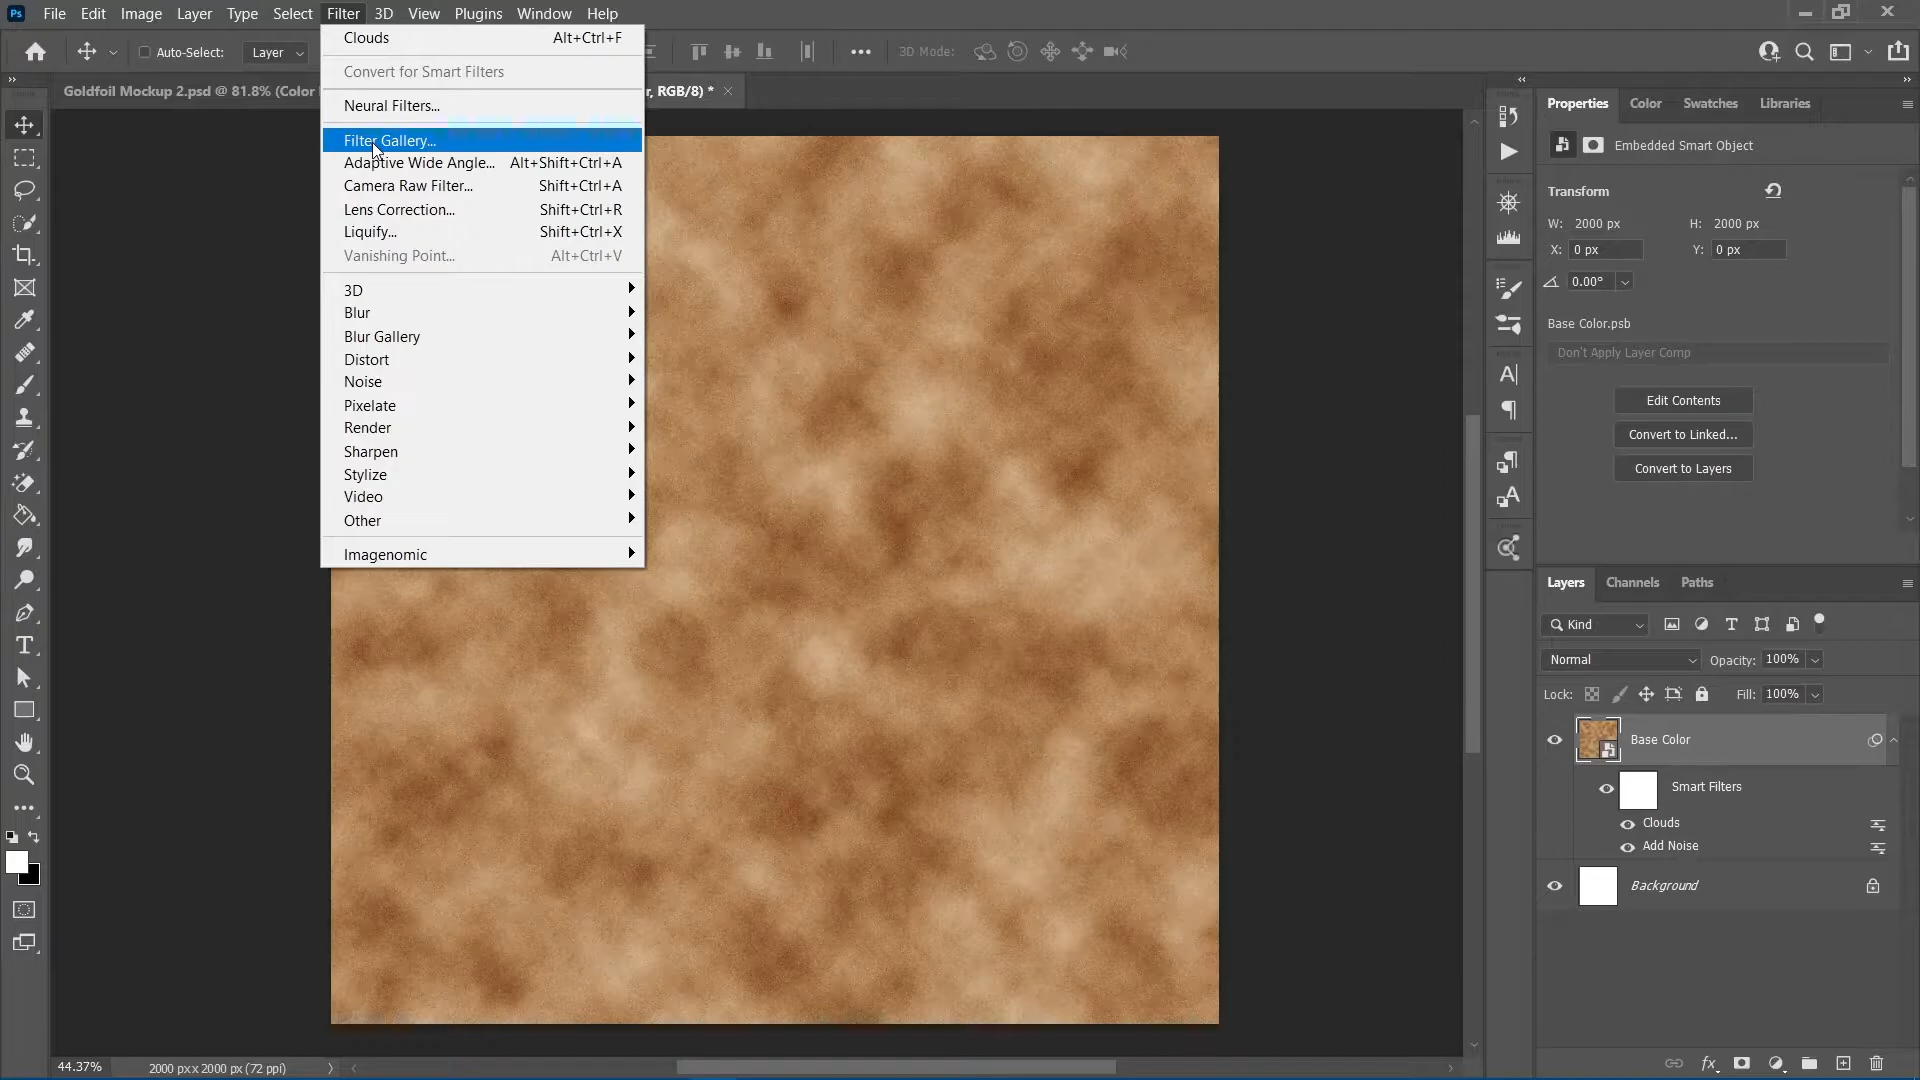 Ps File Edit Image Layer Type Select Filter 3D View Plugins Window Help
Auto-Select: Layer 3D Mode:
Goldfoil Mockup 2.psd @ 81.8% (Color r, RGB/8) *
Clouds Alt+Ctrl+F
Convert for Smart Filters
Neural Filters...
Filter Gallery...
Adaptive Wide Angle... Alt+Shift+Ctrl+A
Camera Raw Filter... Shift+Ctrl+A
Lens Correction... Shift+Ctrl+R
Liquify... Shift+Ctrl+X
Vanishing Point... Alt+Ctrl+V
3D
Blur
Blur Gallery
Distort
Noise
Pixelate
Render
Sharpen
Stylize
Video
Other
Imagenomic
Properties Color Swatches Libraries
Embedded Smart Object
Transform
W: 2000 px H: 2000 px
X: 0 px Y: 0 px
0.00°
Base Color.psb
Don't Apply Layer Comp
Edit Contents
Convert to Linked...
Convert to Layers
Layers Channels Paths
Kind
Normal Opacity: 100%
Lock: Fill: 100%
Base Color
Smart Filters
Clouds
Add Noise
Background
44.37% 2000 px x 2000 px (72 ppi)